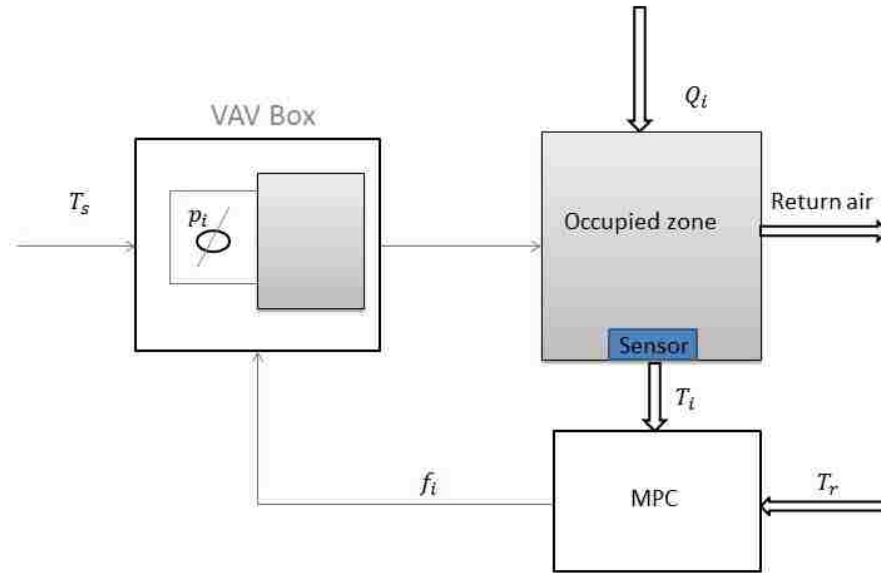 Q_i
VAV Box
T_s
p_i
Occupied zone
Return air
Sensor
T_i
f_i
MPC
T_r